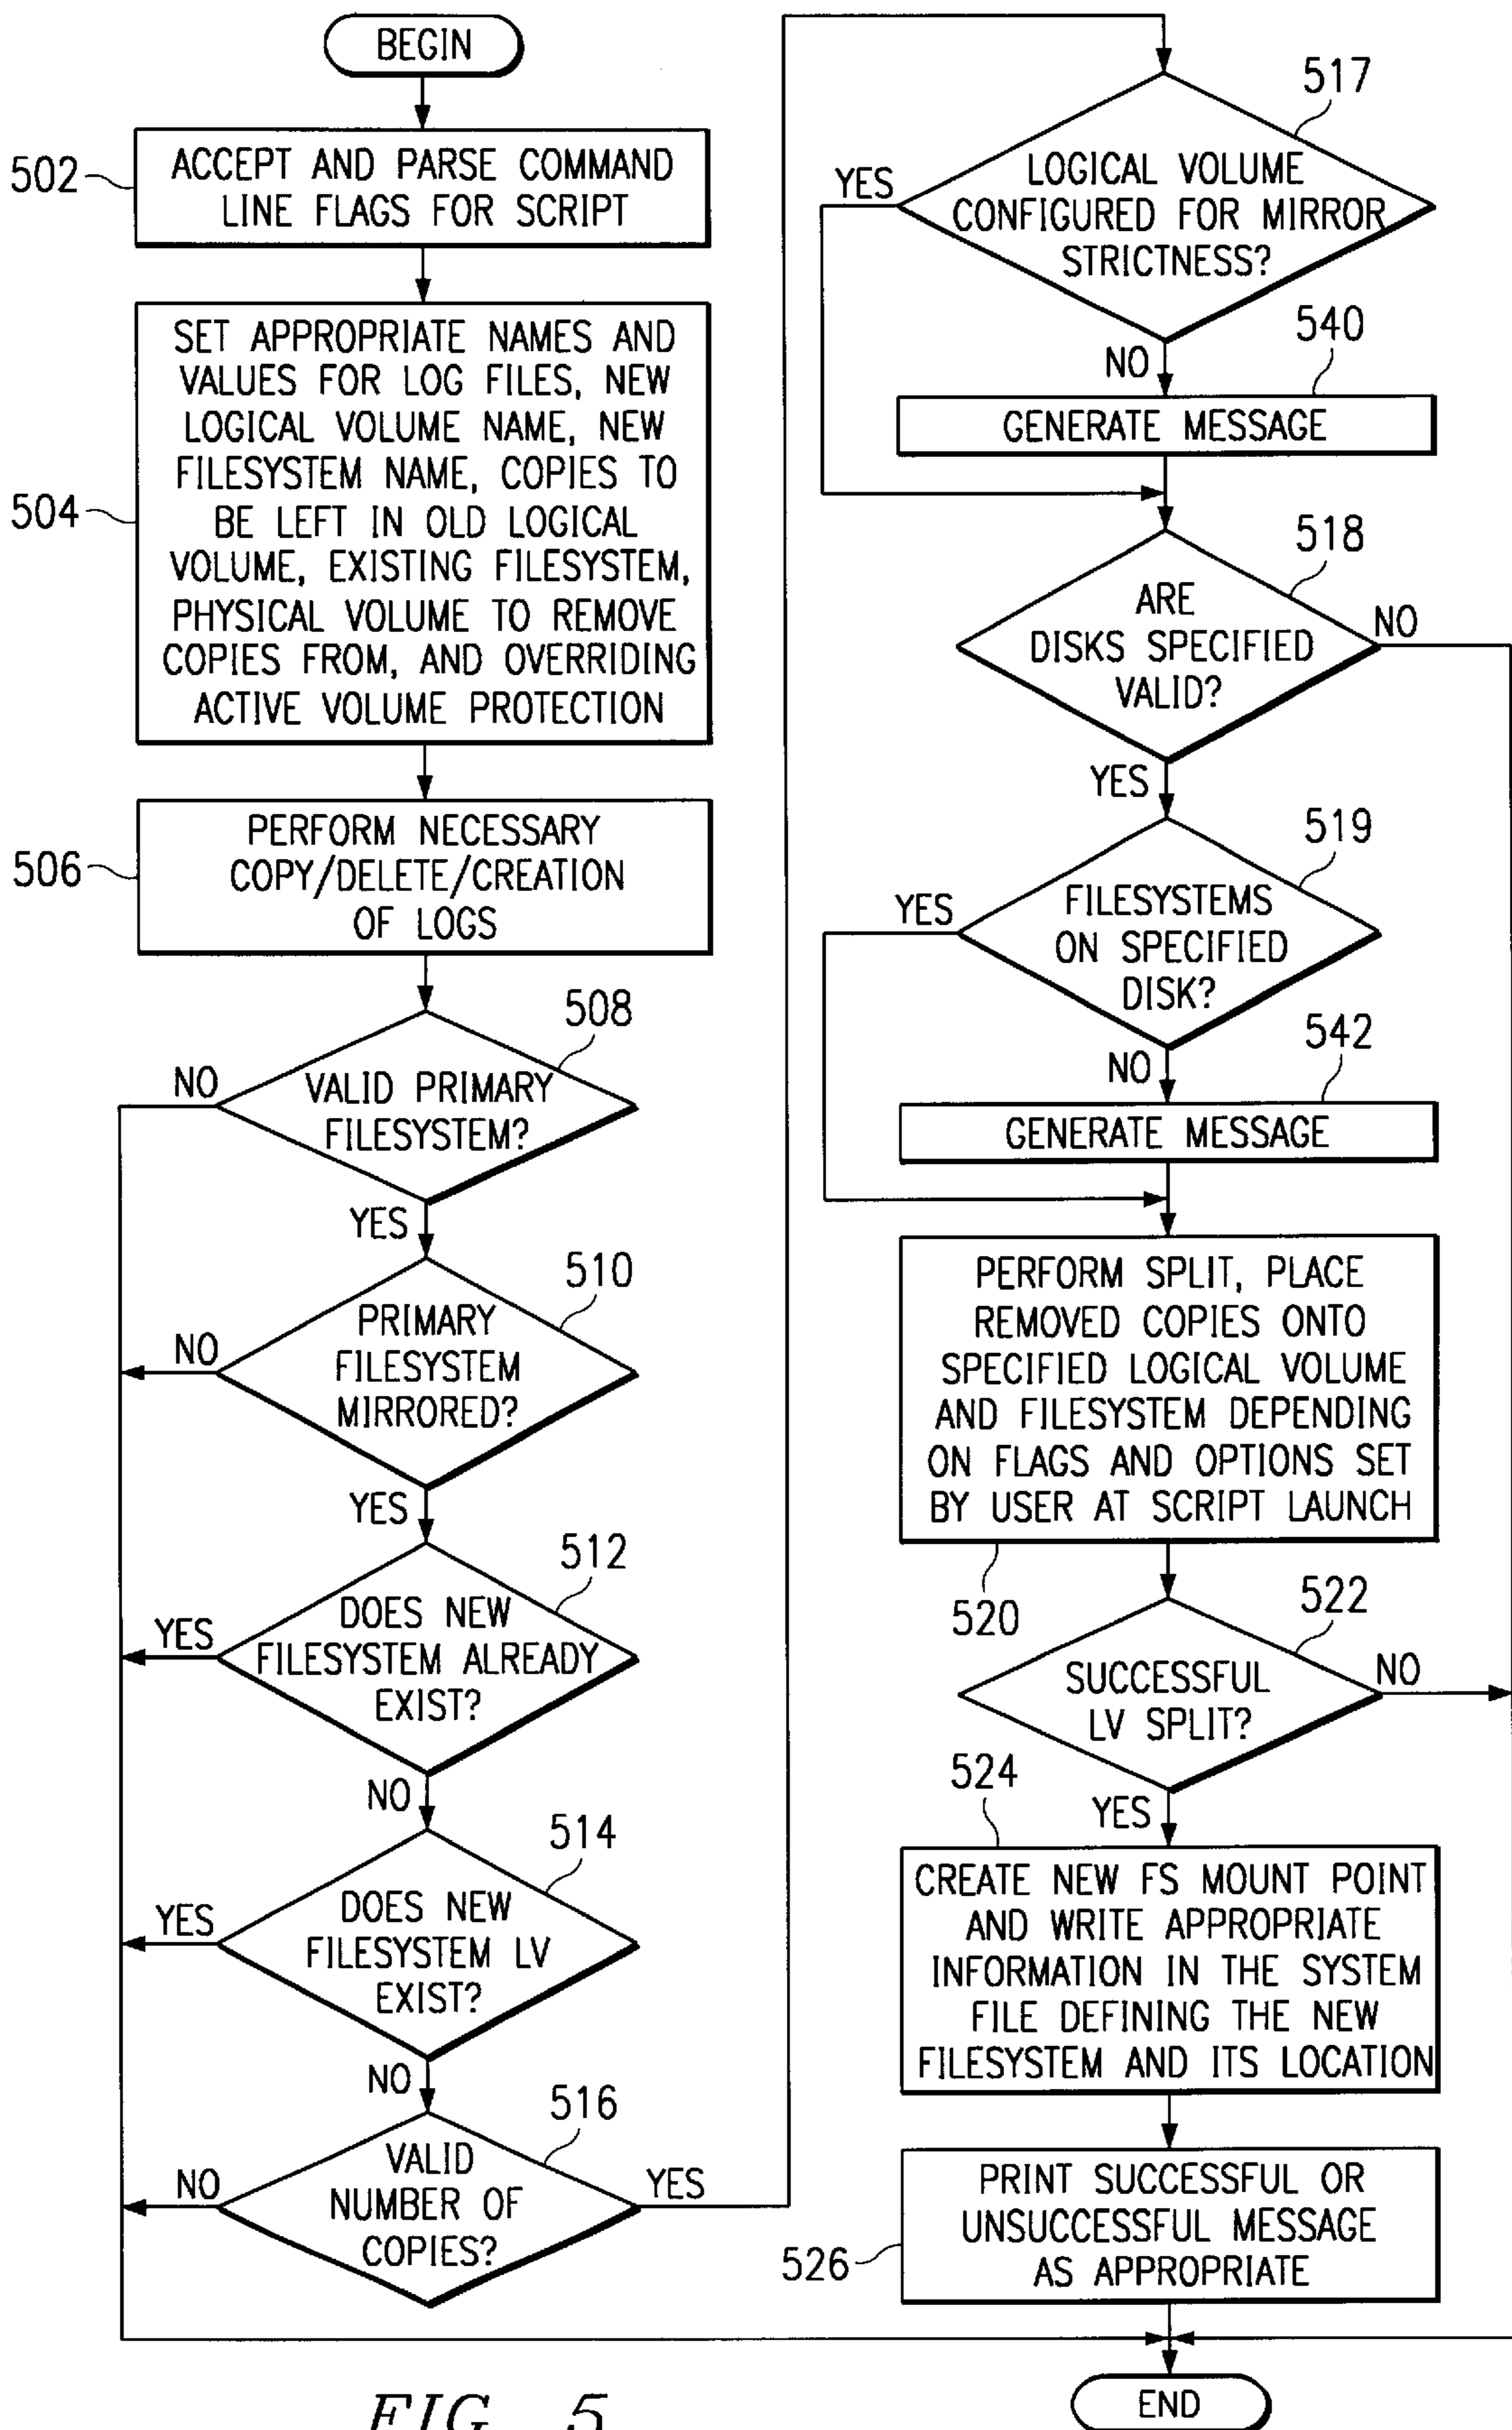 BEGIN
502
ACCEPT AND PARSE COMMAND
LINE FLAGS FOR SCRIPT
504
SET APPROPRIATE NAMES AND
VALUES FOR LOG FILES, NEW
LOGICAL VOLUME NAME, NEW
FILESYSTEM NAME, COPIES TO
BE LEFT IN OLD LOGICAL
VOLUME, EXISTING FILESYSTEM,
PHYSICAL VOLUME TO REMOVE
COPIES FROM, AND OVERRIDING
ACTIVE VOLUME PROTECTION
506
PERFORM NECESSARY
COPY/DELETE/CREATION
OF LOGS
508
NO
VALID PRIMARY
FILESYSTEM?
YES
510
NO
PRIMARY
FILESYSTEM
MIRRORED?
YES
512
YES
DOES NEW
FILESYSTEM ALREADY
EXIST?
NO
514
YES
DOES NEW
FILESYSTEM LV
EXIST?
NO
516
NO
VALID
NUMBER OF
COPIES?
YES
517
YES
LOGICAL VOLUME
CONFIGURED FOR MIRROR
STRICTNESS?
NO
540
GENERATE MESSAGE
518
ARE
DISKS SPECIFIED
VALID?
NO
YES
519
YES
FILESYSTEMS
ON SPECIFIED
DISK?
NO
542
GENERATE MESSAGE
PERFORM SPLIT, PLACE
REMOVED COPIES ONTO
SPECIFIED LOGICAL VOLUME
AND FILESYSTEM DEPENDING
ON FLAGS AND OPTIONS SET
BY USER AT SCRIPT LAUNCH
520
522
SUCCESSFUL
LV SPLIT?
NO
YES
524
CREATE NEW FS MOUNT POINT
AND WRITE APPROPRIATE
INFORMATION IN THE SYSTEM
FILE DEFINING THE NEW
FILESYSTEM AND ITS LOCATION
526
PRINT SUCCESSFUL OR
UNSUCCESSFUL MESSAGE
AS APPROPRIATE
END
FIG. 5